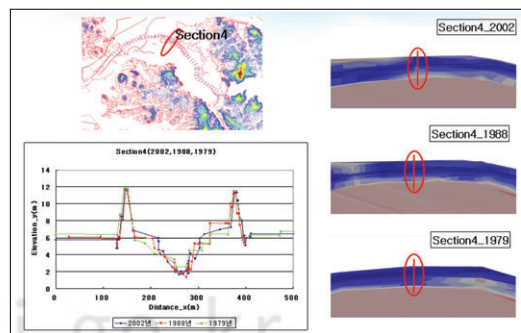 Section4
Section4_2002
Section4(2002,1988,1979)
14
12
10
8
6
4
2
0
Elevation_y(m)
0
100
200
300
400
500
Distance_x(m)
2002년
1988년
1979년
Section4_1988
Section4_1979